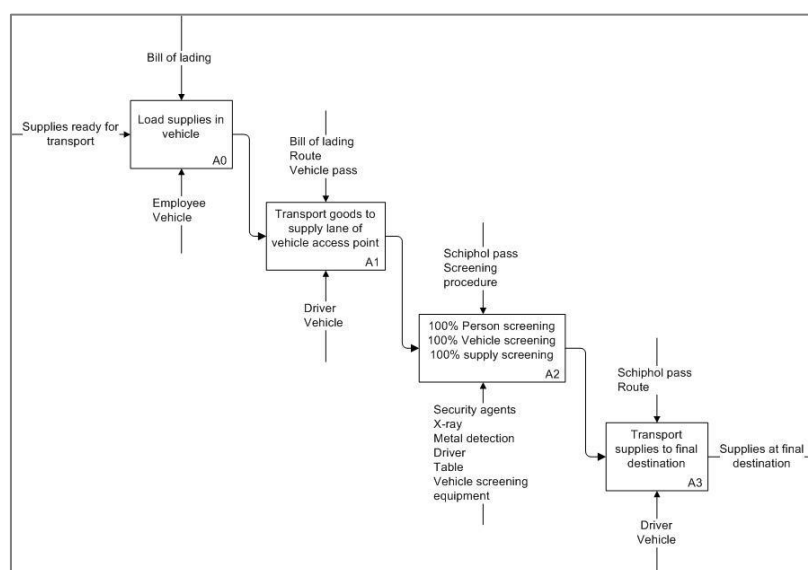 Bill of lading
Supplies ready for
transport
Load supplies in
vehicle
A0
Employee
Vehicle
Bill of lading
Route
Vehicle pass
Transport goods to
supply lane of
vehicle access point
A1
Driver
Vehicle
Schiphol pass
Screening
procedure
100% Person screening
100% Vehicle screening
100% supply screening
A2
Security agents
X-ray
Metal detection
Driver
Table
Vehicle screening
equipment
Schiphol pass
Route
Transport
supplies to final
destination
A3
Supplies at final
destination
Driver
Vehicle